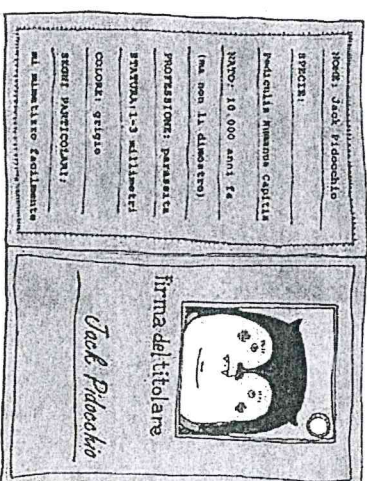 NOME: Jack Pidocchio
SPECIE:
Pediculis Humanus Capitis
NATO: 10.000 anni fa
(ma non li dimostro)
PROFESSIONE: parassita
STATURA: 1-3 millimetri
COLORE: grigio
SEGNI PARTICOLARI:
mi mimetizzo facilmente
firma del titolare
Jack Pidocchio